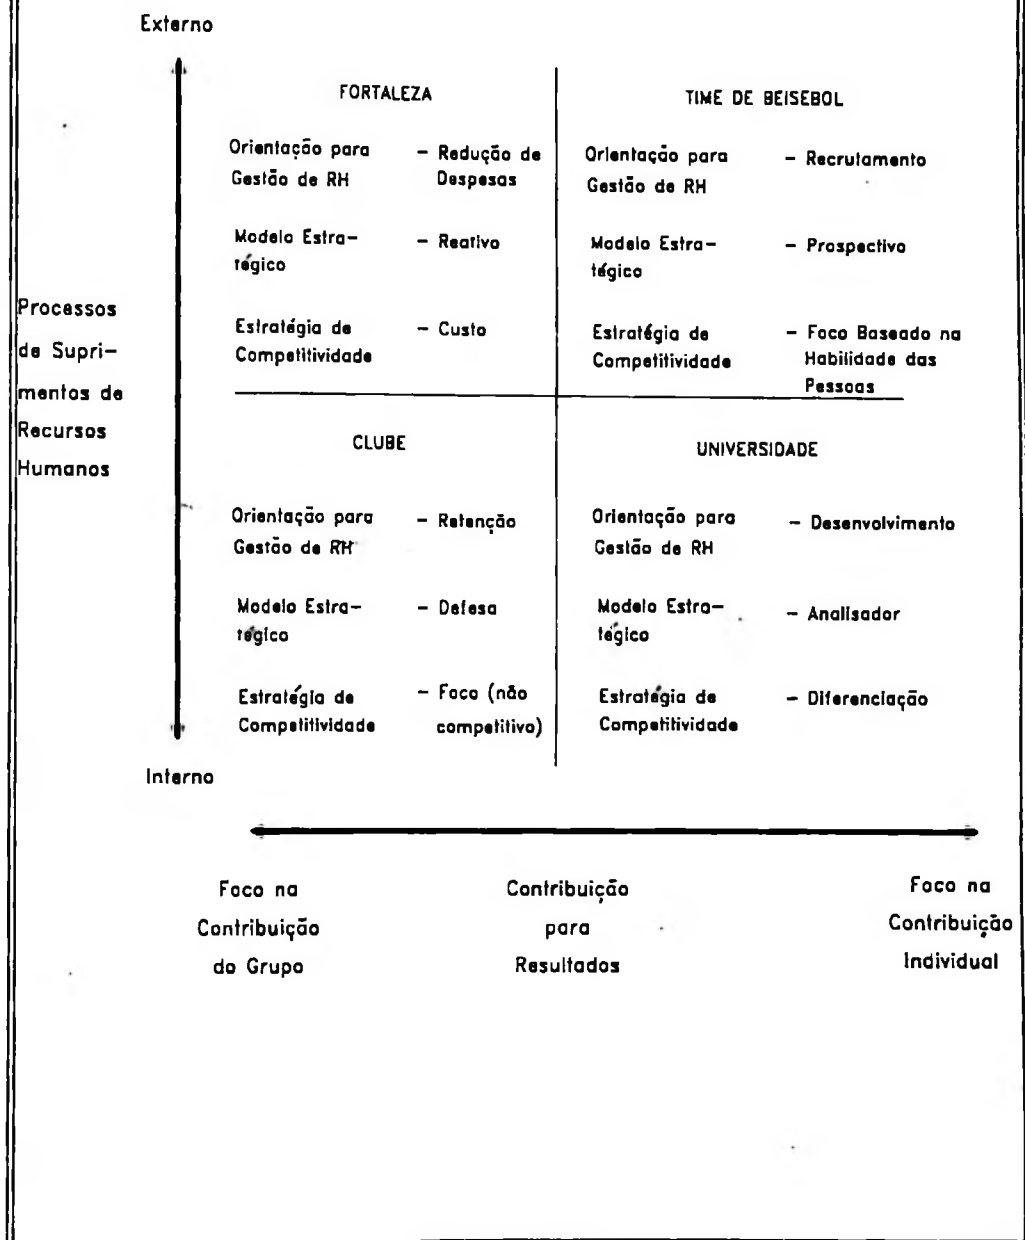 Externo
FORTALEZA
Orientação para
Gestão de RH
- Redução de
Despesas
Modelo Estra-
tégico
- Reativo
Estratégia de
Competitividade
- Custo
TIME DE BEISEBOL
Orientação para
Gestão de RH
- Recrutamento
Modelo Estra-
tégico
- Prospectivo
Estratégia de
Competitividade
- Foco Baseado na
Habilidade das
Pessoas
Processos
de Supri-
mentos de
Recursos
Humanos
CLUBE
Orientação para
Gestão de RH
- Retenção
Modelo Estra-
tégico
- Defesa
Estratégia de
Competitividade
- Foco (não
competitivo)
UNIVERSIDADE
Orientação para
Gestão de RH
- Desenvolvimento
Modelo Estra-
tégico
- Analisador
Estratégia de
Competitividade
- Diferenciação
Interno
Foco na
Contribuição
do Grupo
Contribuição
para
Resultados
Foco na
Contribuição
Individual